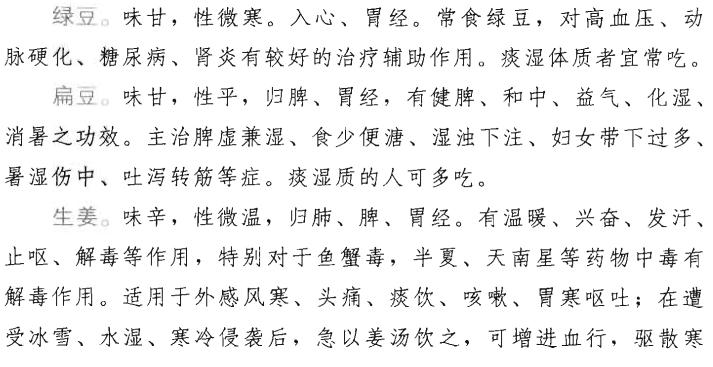 绿豆。味甘，性微寒。入心、胃经。常食绿豆，对高血压、动
脉硬化、糖尿病、肾炎有较好的治疗辅助作用。痰湿体质者宜常吃。
扁豆。味甘，性平，归脾、胃经，有健脾、和中、益气、化湿、
消暑之功效。主治脾虚兼湿、食少便溏、湿浊下注、妇女带下过多、
暑湿伤中、吐泻转筋等症。痰湿质的人可多吃。
生姜。味辛，性微温，归肺、脾、胃经。有温暖、兴奋、发汗、
止呕、解毒等作用，特别对于鱼蟹毒，半夏、天南星等药物中毒有
解毒作用。适用于外感风寒、头痛、痰饮、咳嗽、胃寒呕吐；在遭
受冰雪、水湿、寒冷侵袭后，急以姜汤饮之，可增进血行，驱散寒